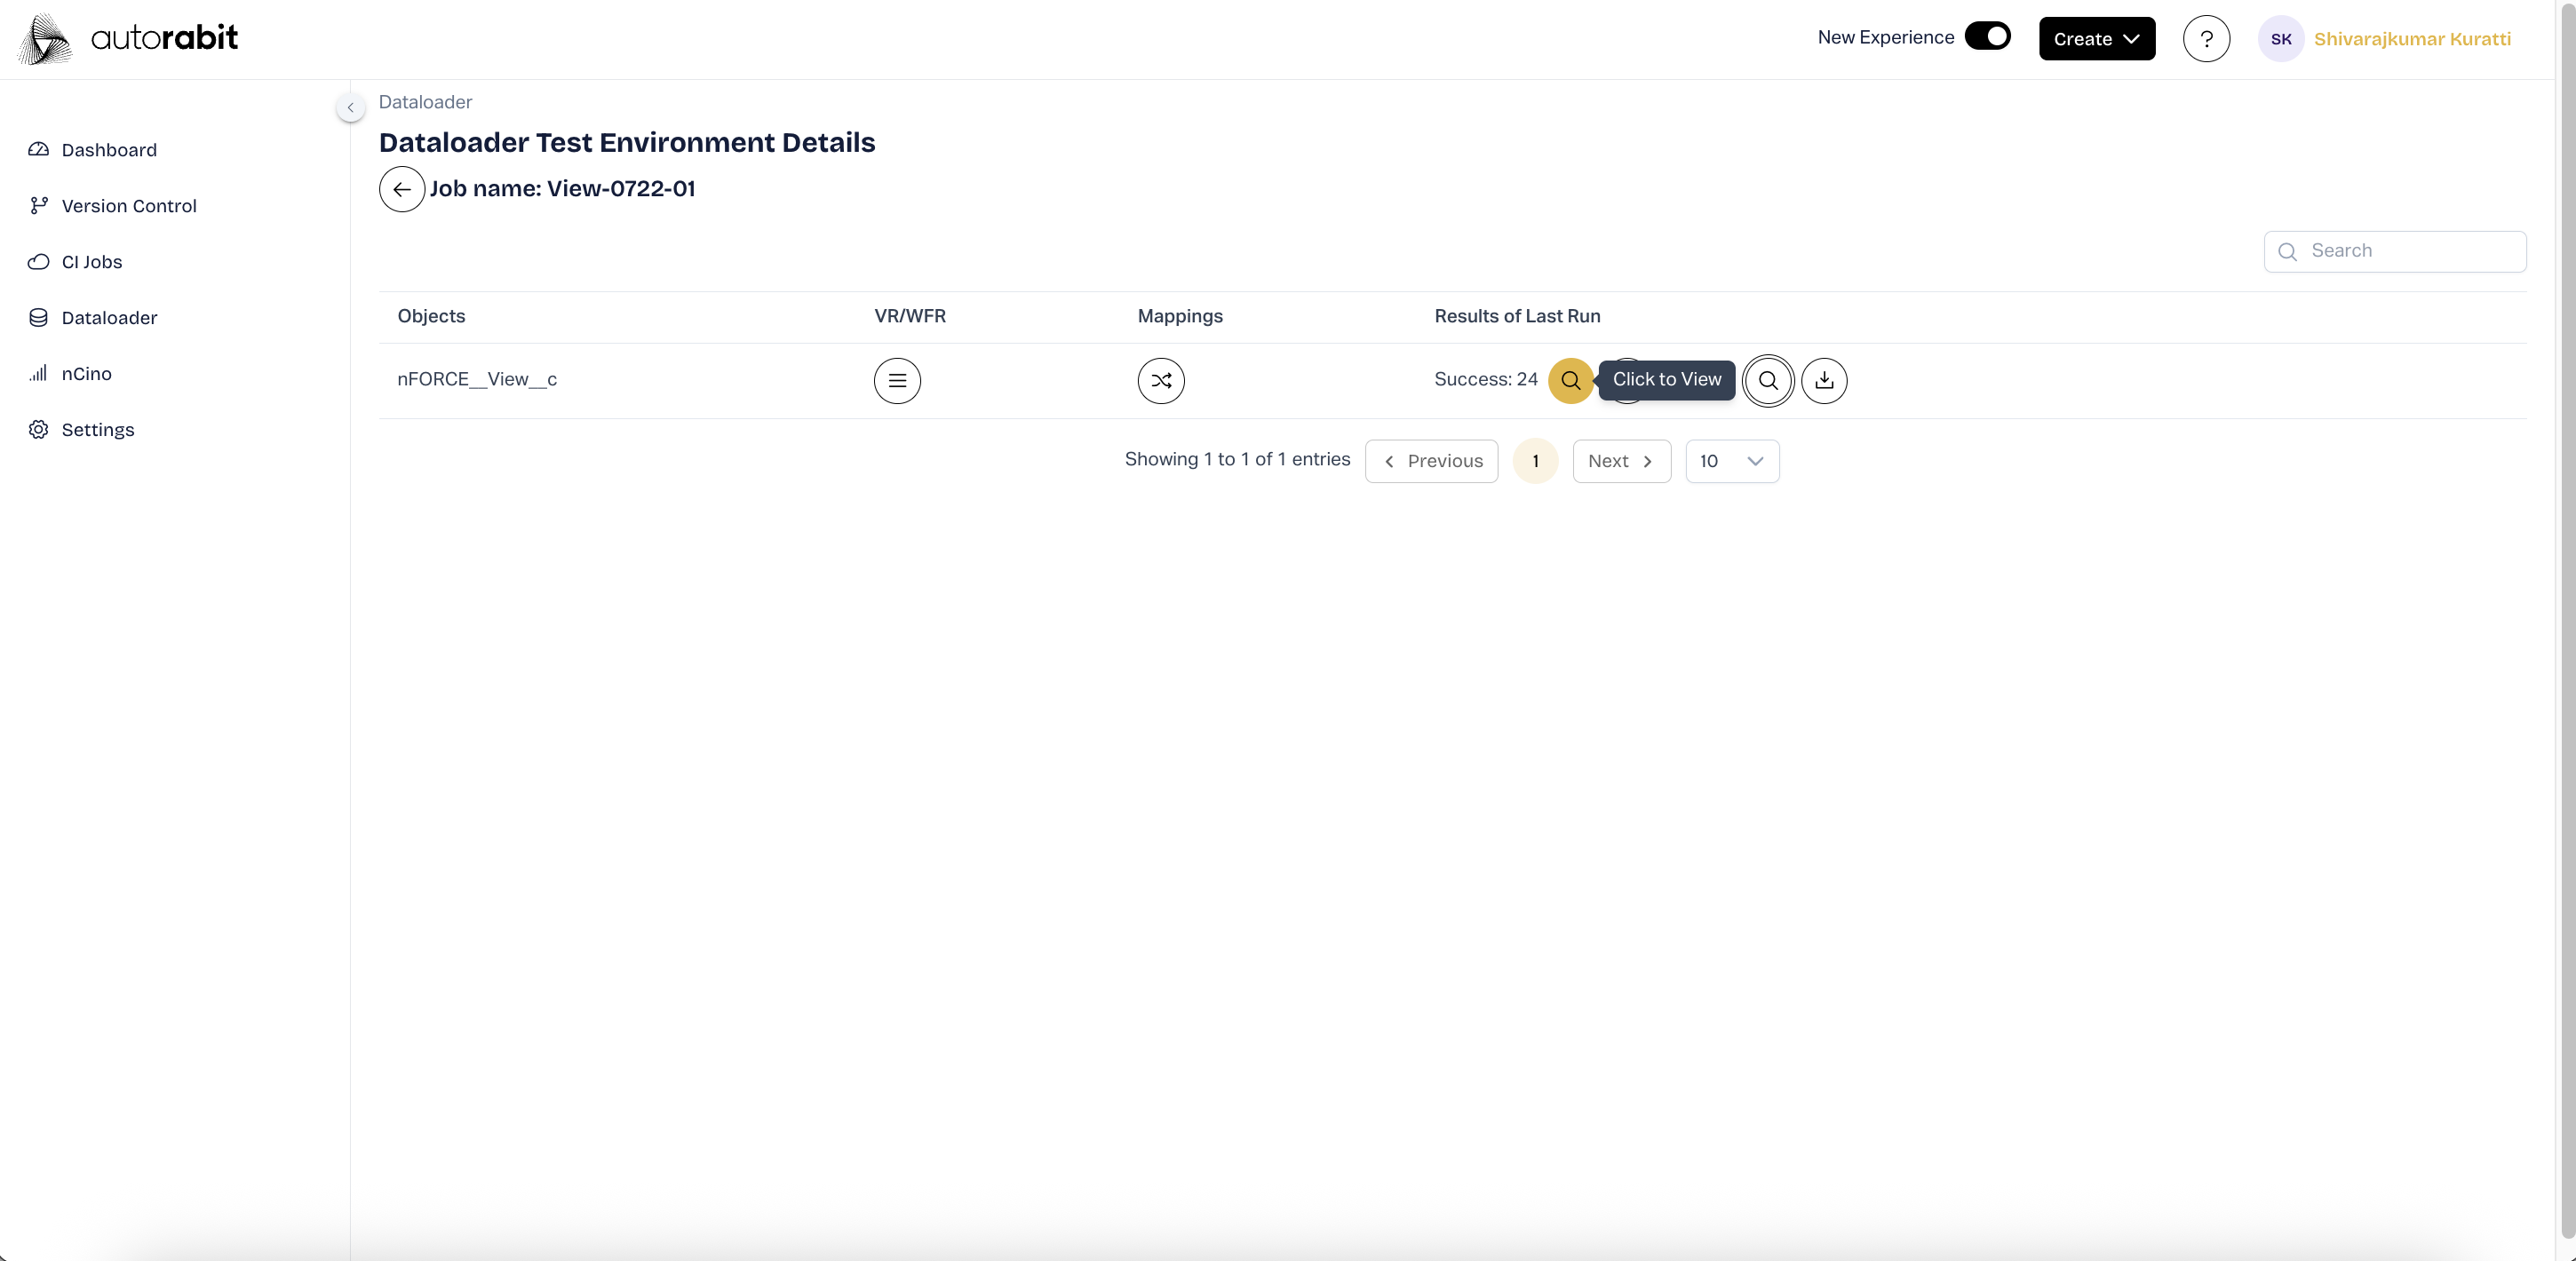 autorabit
New Experience
Create
?
SK
Shivarajkumar Kuratti
Dashboard
Version Control
CI Jobs
Dataloader
nCino
Settings
Dataloader
Dataloader Test Environment Details
Job name: View-0722-01
Search
Objects VR/WFR Mappings Results of Last Run
nFORCE__View__c Success: 24 Click to View
Showing 1 to 1 of 1 entries Previous 1 Next 10